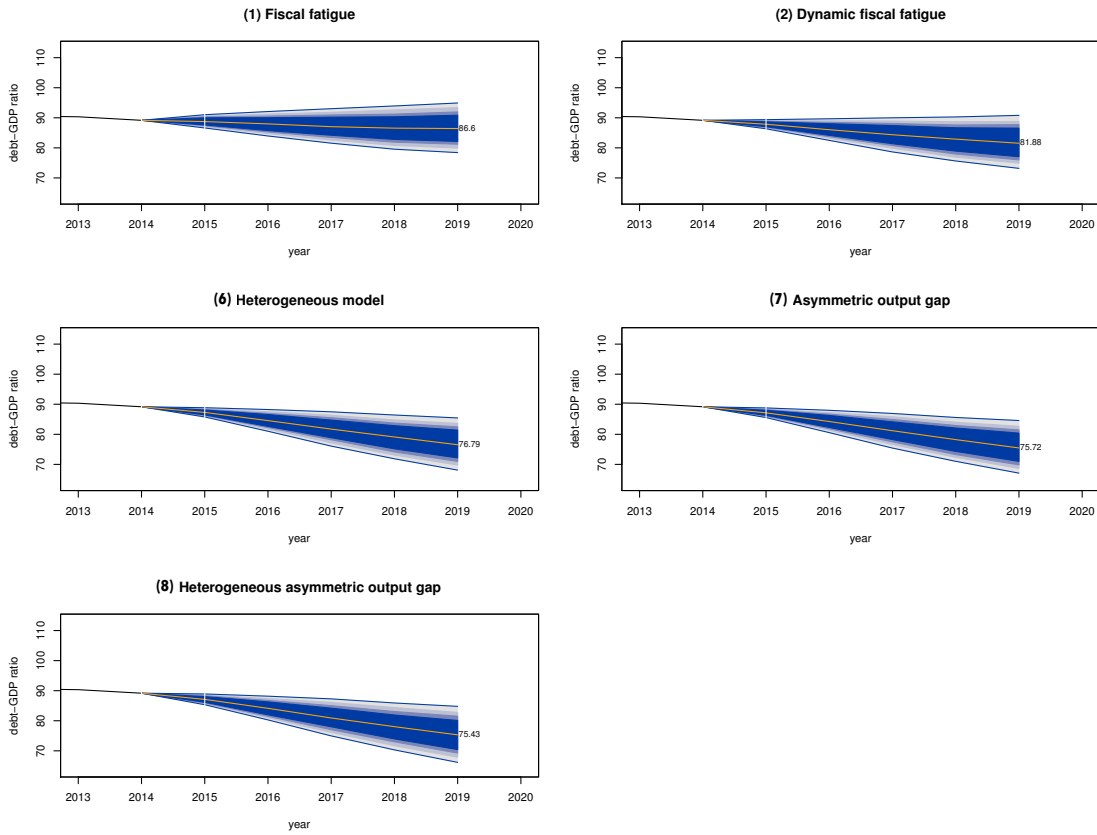 (1) Fiscal fatigue
debt–GDP ratio
70 80 90 100 110
86.6
2013 2014 2015 2016 2017 2018 2019 2020
year
(2) Dynamic fiscal fatigue
debt–GDP ratio
70 80 90 100 110
81.88
2013 2014 2015 2016 2017 2018 2019 2020
year
(6) Heterogeneous model
debt–GDP ratio
70 80 90 100 110
76.79
2013 2014 2015 2016 2017 2018 2019 2020
year
(7) Asymmetric output gap
debt–GDP ratio
70 80 90 100 110
75.72
2013 2014 2015 2016 2017 2018 2019 2020
year
(8) Heterogeneous asymmetric output gap
debt–GDP ratio
70 80 90 100 110
75.43
2013 2014 2015 2016 2017 2018 2019 2020
year